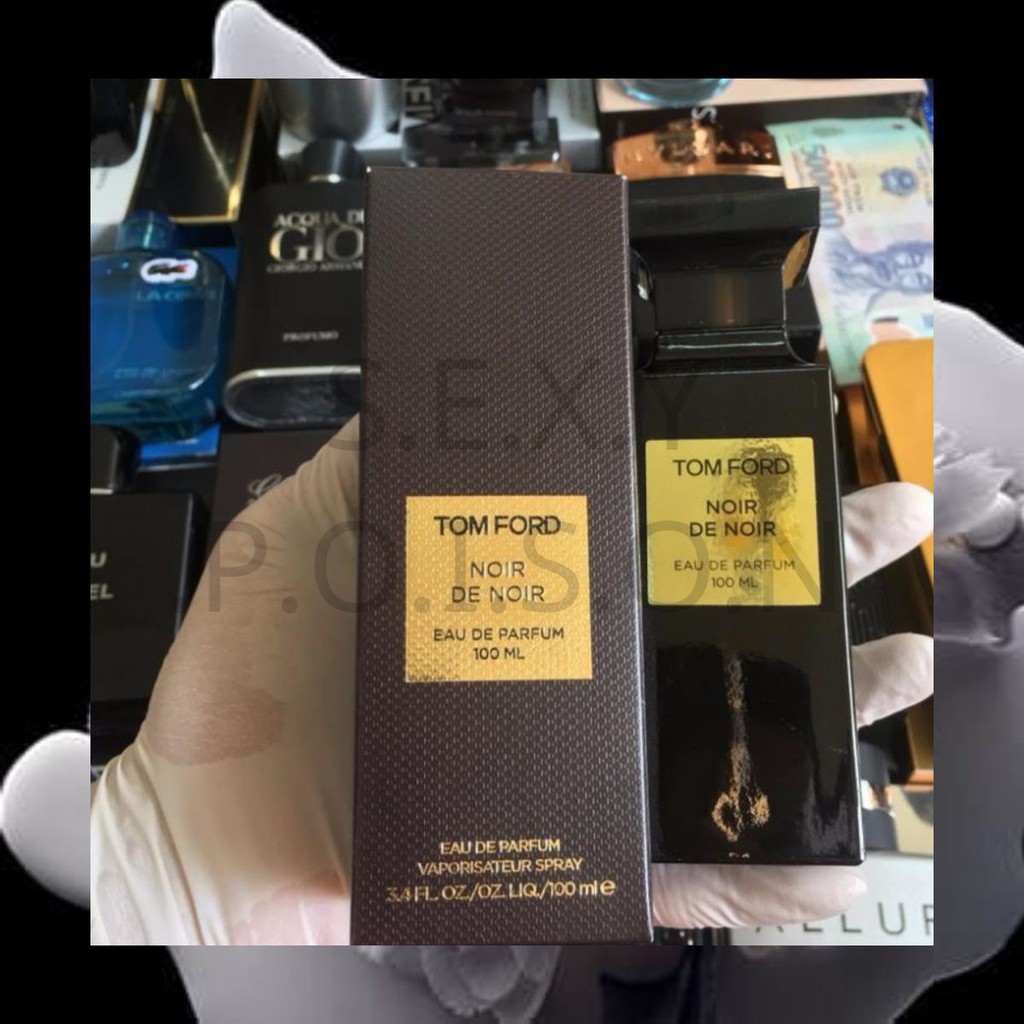 ACQUA DI
GIO
GIORGIO ARMANI
PROFUMO
500000
S.E.X.Y
P.O.I.S.O.N
TOM FORD
NOIR
DE NOIR
EAU DE PARFUM
100 ML
TOM FORD
NOIR
DE NOIR
EAU DE PARFUM
100 ML
EAU DE PARFUM
VAPORISATEUR SPRAY
3.4 FL. OZ./OZ. LIQ./100 ml e
ALLUR